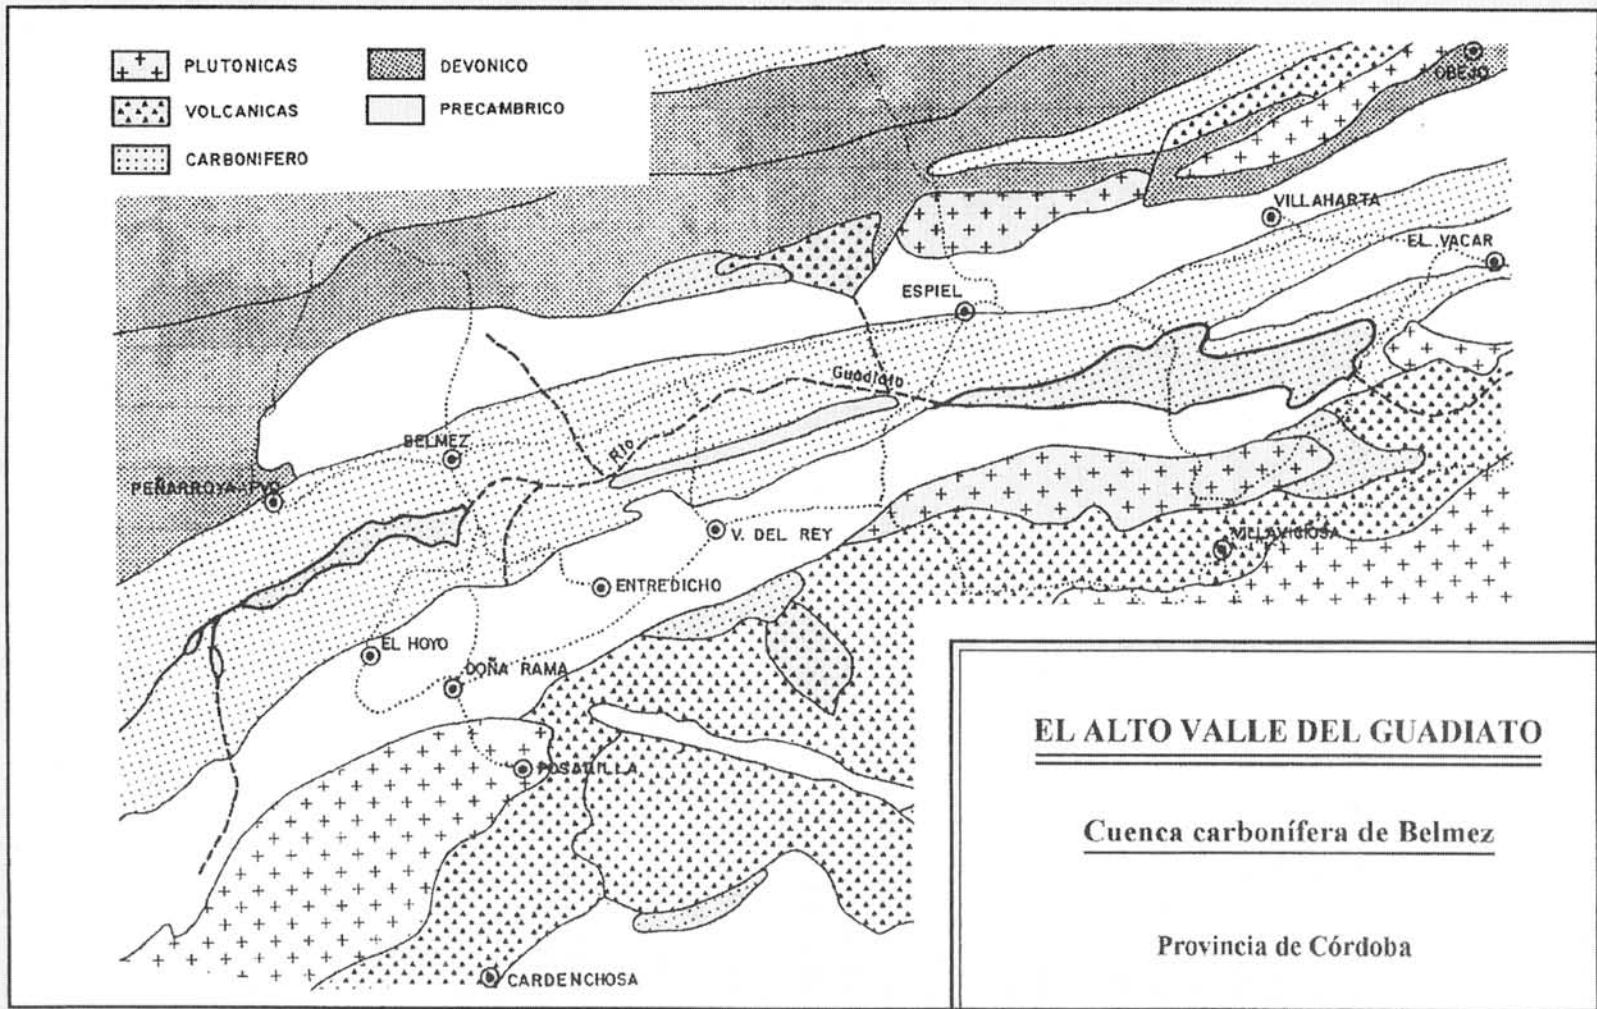 PLUTONICAS
VOLCANICAS
CARBONIFERO
DEVONICO
PRECAMBRICO
OBEJO
VILLAHARTA
EL VACAR
ESPIEL
Río Guadiato
BELMEZ
PEÑARROYA-PVO
V. DEL REY
VILLAVICIOSA
ENTREDICHO
EL HOYO
DOÑA RAMA
POSADILLA
CARDENCHOSA
EL ALTO VALLE DEL GUADIATO
Cuenca carbonífera de Belmez
Provincia de Córdoba